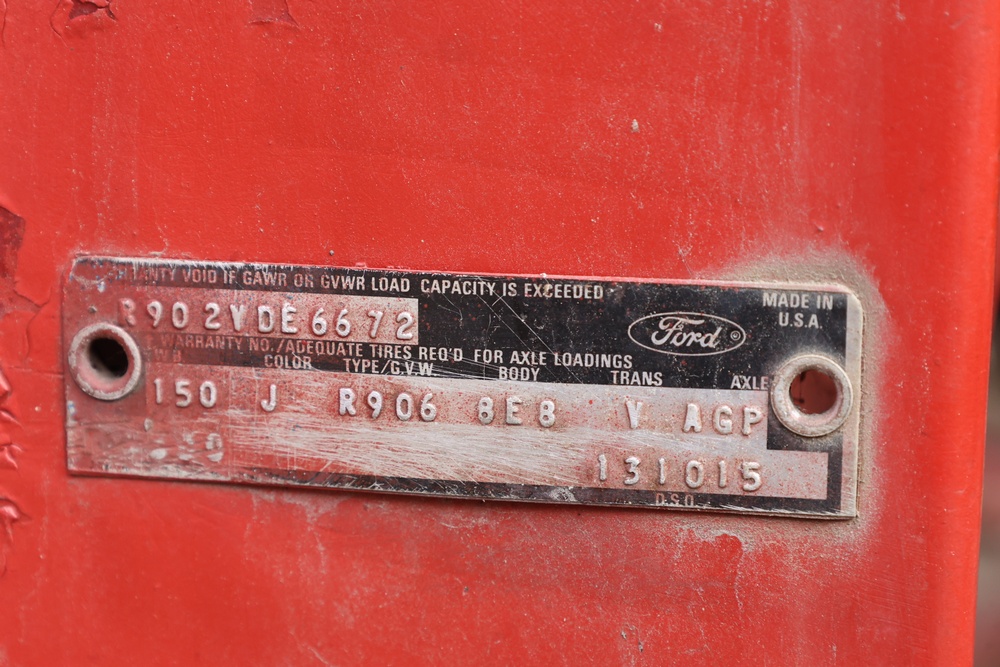 WARRANTY VOID IF GAWR OR GVWR LOAD CAPACITY IS EXCEEDED
MADE IN
U.S.A.
R902VDE6672
Ford ®
WARRANTY NO./ADEQUATE TIRES REQ'D FOR AXLE LOADINGS
W.B. COLOR TYPE/G.V.W. BODY TRANS AXLE
150 J R906 8E8 V AGP
131015
D.S.O.